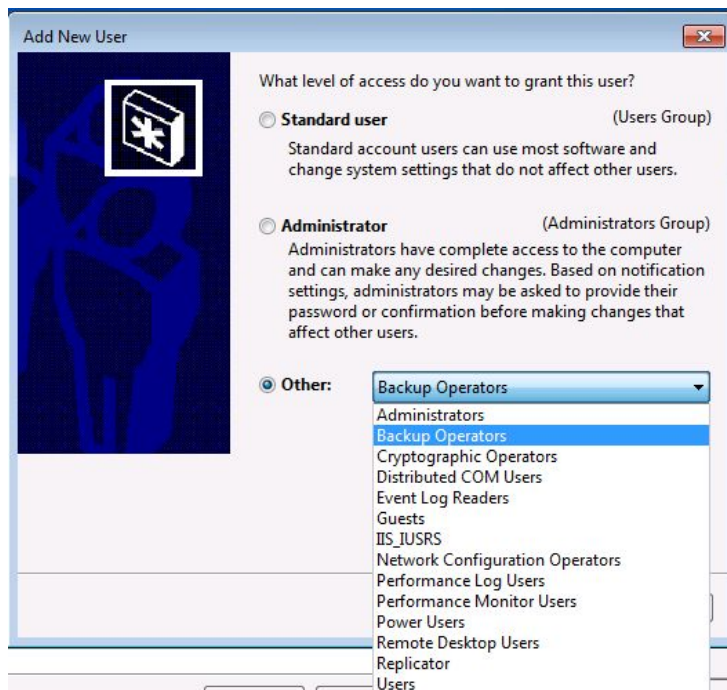 Add New User
What level of access do you want to grant this user?
Standard user (Users Group)
Standard account users can use most software and
change system settings that do not affect other users.
Administrator (Administrators Group)
Administrators have complete access to the computer
and can make any desired changes. Based on notification
settings, administrators may be asked to provide their
password or confirmation before making changes that
affect other users.
Other: Backup Operators
Administrators
Backup Operators
Cryptographic Operators
Distributed COM Users
Event Log Readers
Guests
IIS_IUSRS
Network Configuration Operators
Performance Log Users
Performance Monitor Users
Power Users
Remote Desktop Users
Replicator
Users